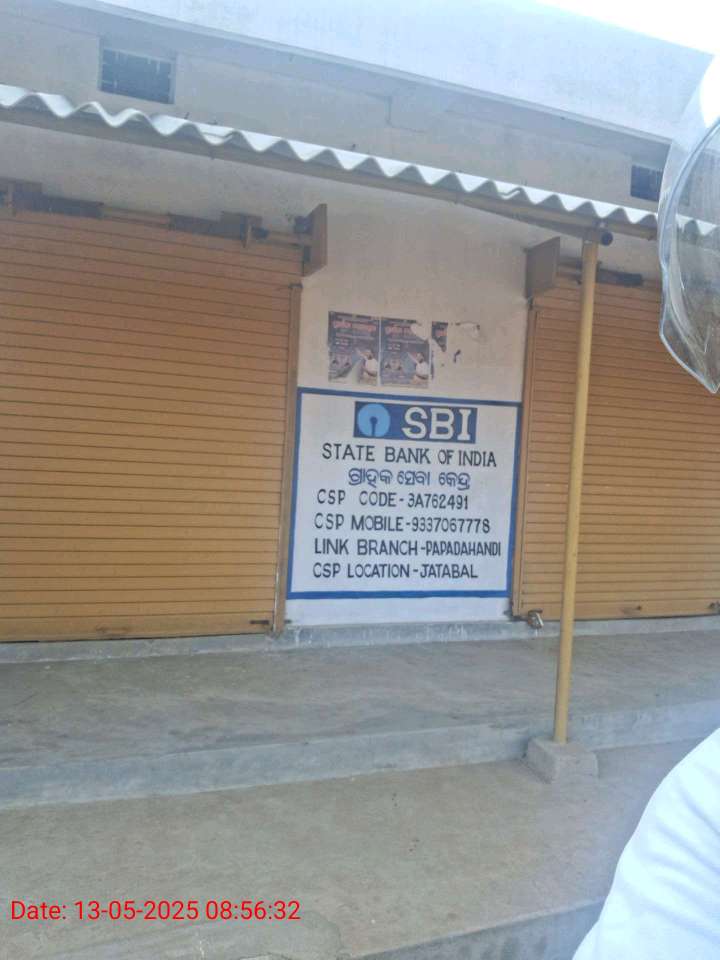 SBI
STATE BANK OF INDIA
ଗ୍ରାହକ ସେବା କେନ୍ଦ୍ର
CSP CODE - 3A762491
CSP MOBILE - 9337067778
LINK BRANCH - PAPADAHANDI
CSP LOCATION - JATABAL
Date: 13-05-2025 08:56:32